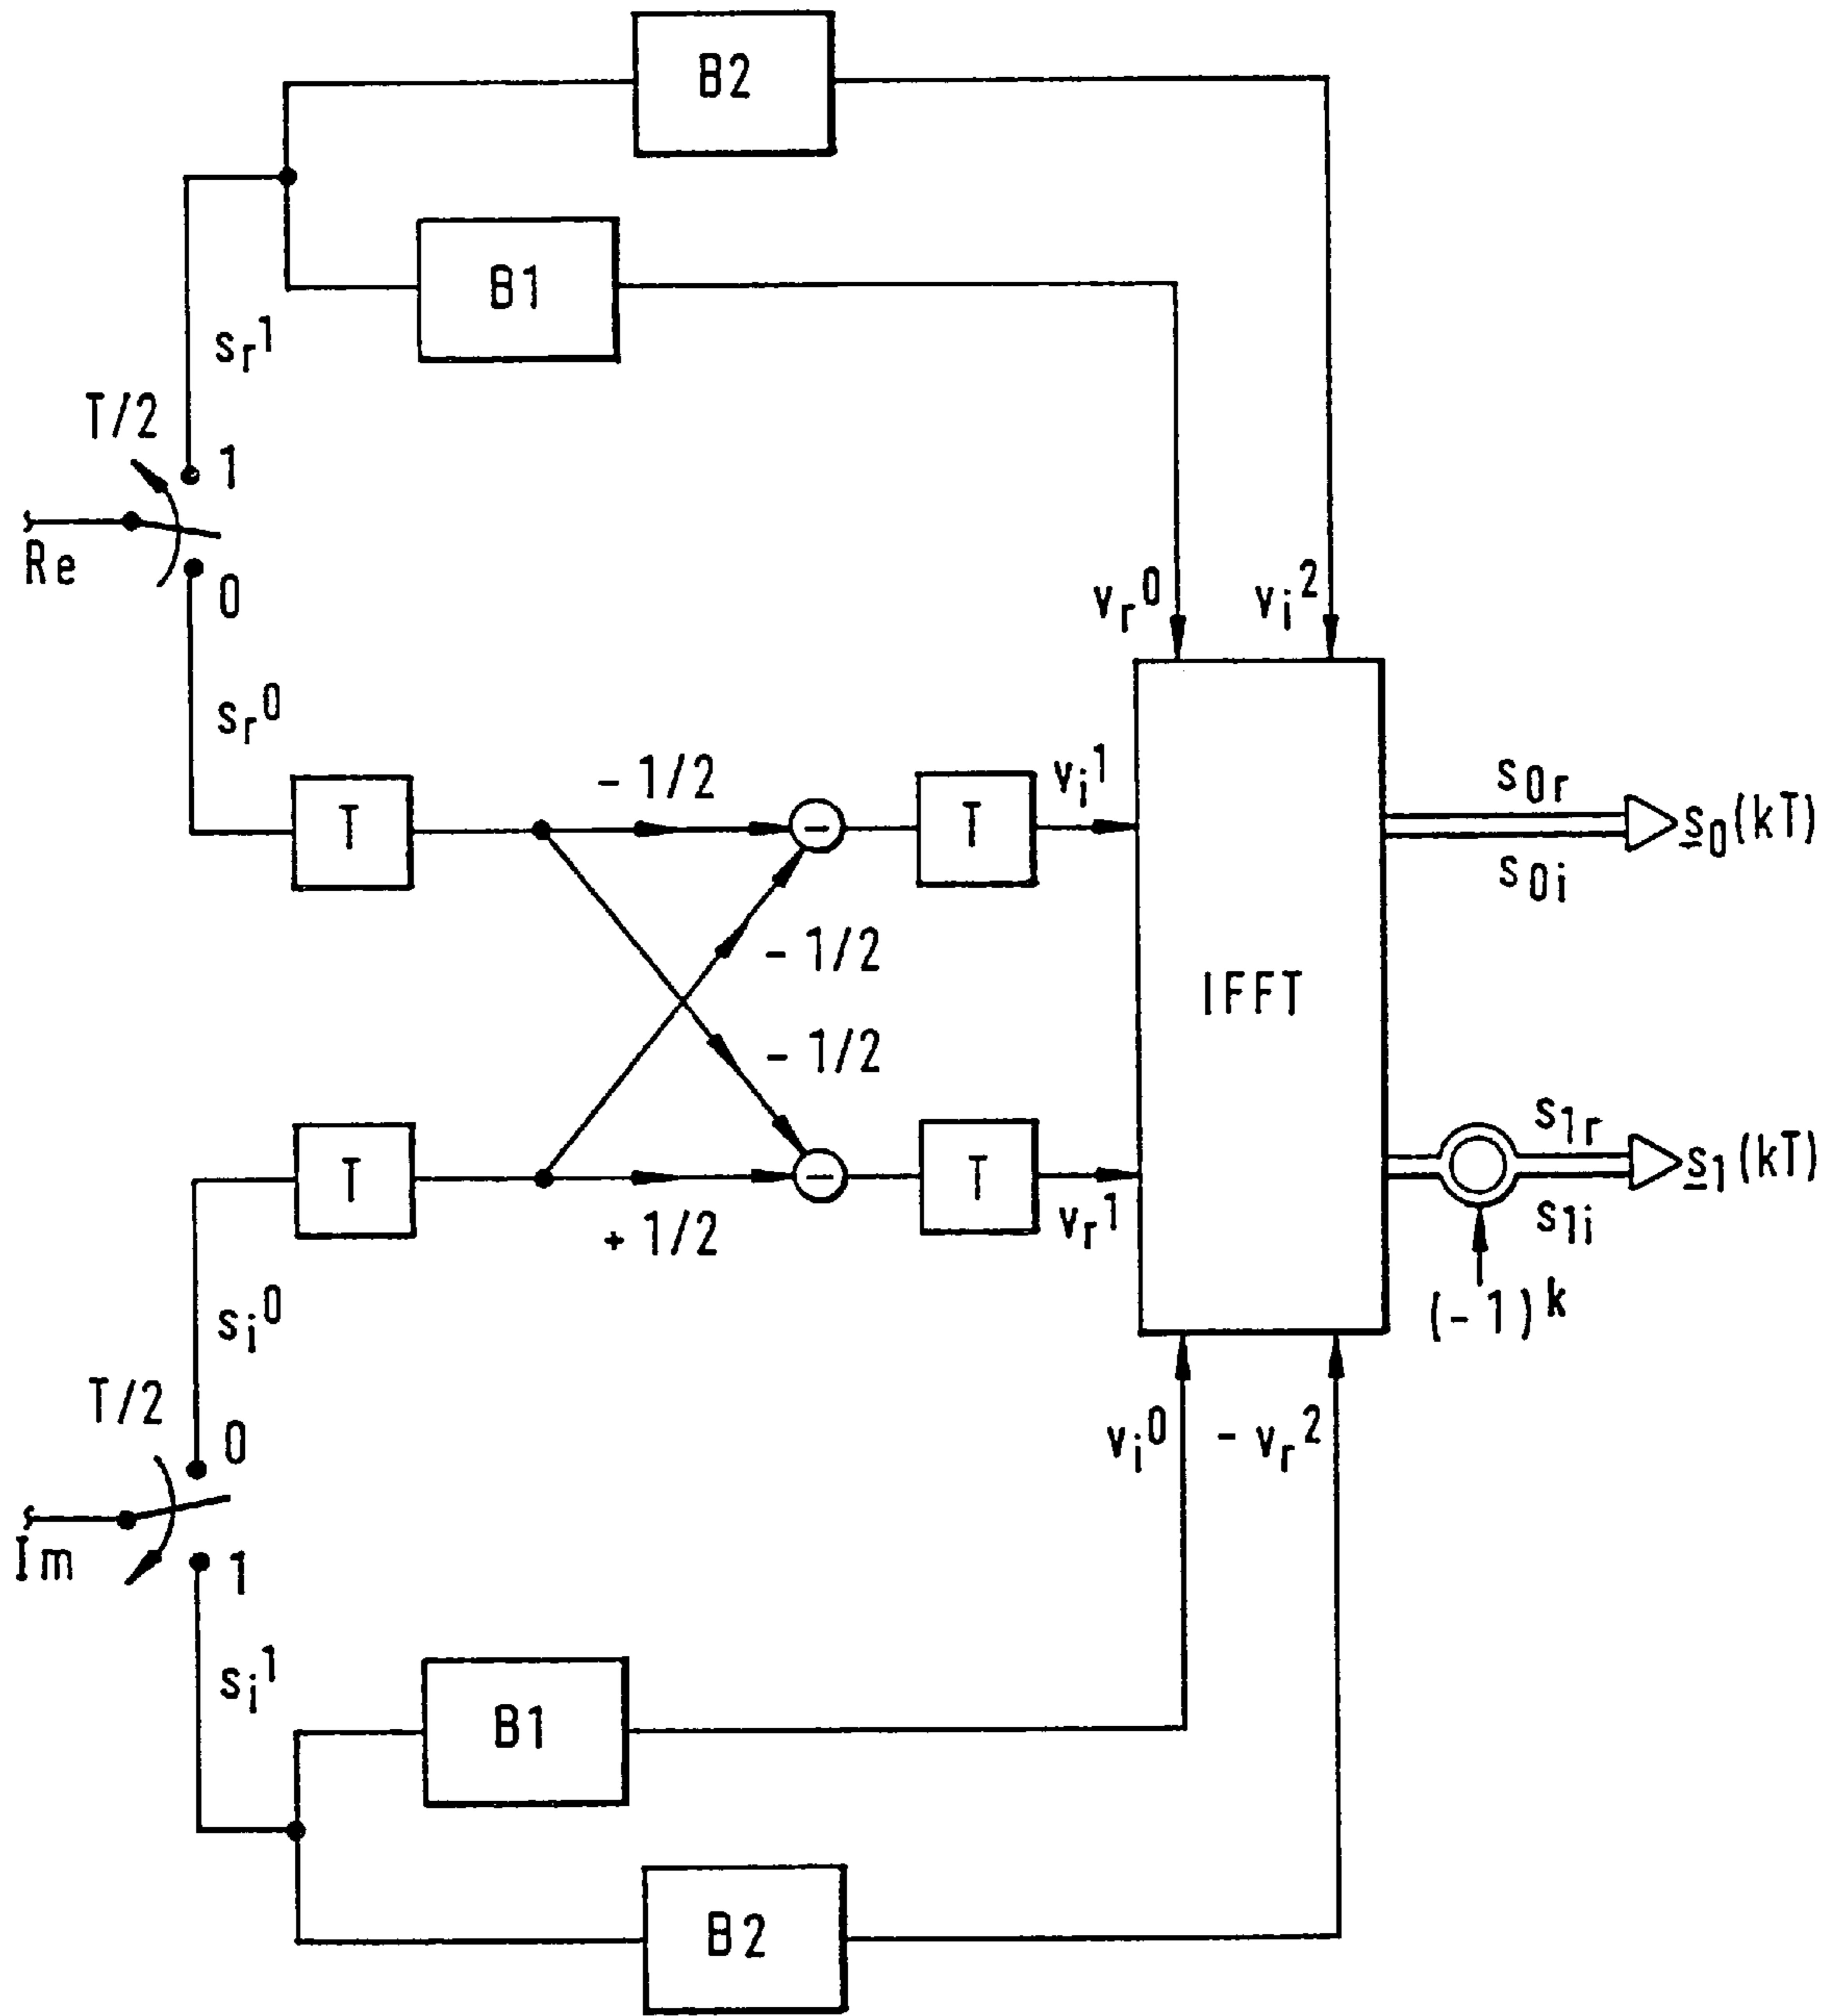 B2
B1
s_r^1
T/2
1
Re
0
v_r^0
v_i^2
s_r^0
T
- 1/2
T
v_i^1
s_0r
s_0(kT)
s_0i
- 1/2
IFFT
- 1/2
T
+ 1/2
T
v_r^1
s_1r
s_1(kT)
s_1i
(-1)^k
s_i^0
T/2
0
v_i^0
- v_r^2
Im
1
s_i^1
B1
B2